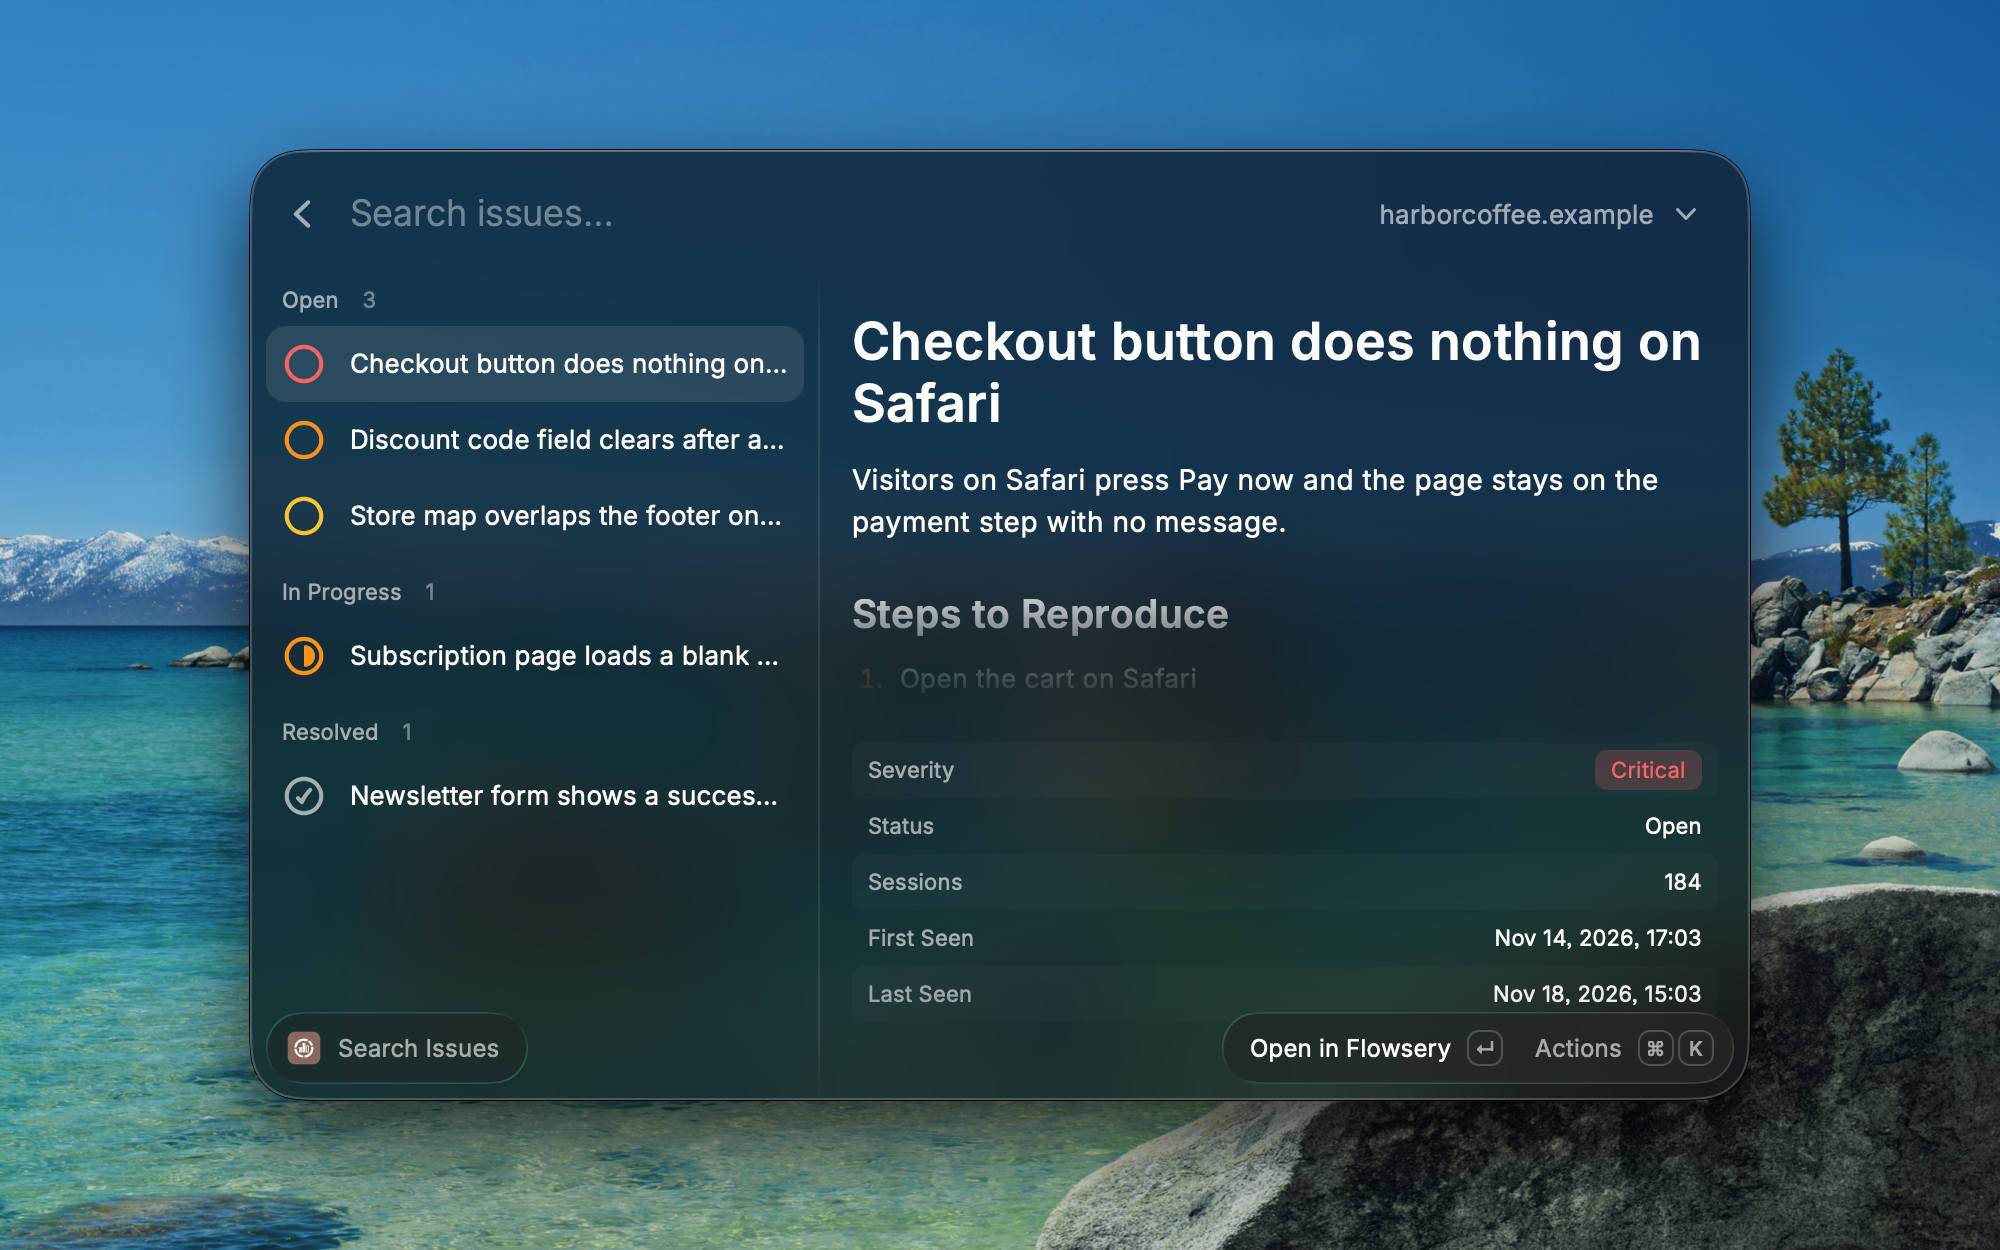 Search issues...
harborcoffee.example
Open 3
Checkout button does nothing on...
Discount code field clears after a...
Store map overlaps the footer on...
In Progress 1
Subscription page loads a blank ...
Resolved 1
Newsletter form shows a succes...
Checkout button does nothing on
Safari
Visitors on Safari press Pay now and the page stays on the
payment step with no message.
Steps to Reproduce
1. Open the cart on Safari
Severity Critical
Status Open
Sessions 184
First Seen Nov 14, 2026, 17:03
Last Seen Nov 18, 2026, 15:03
Search Issues
Open in Flowsery ↵ Actions ⌘ K